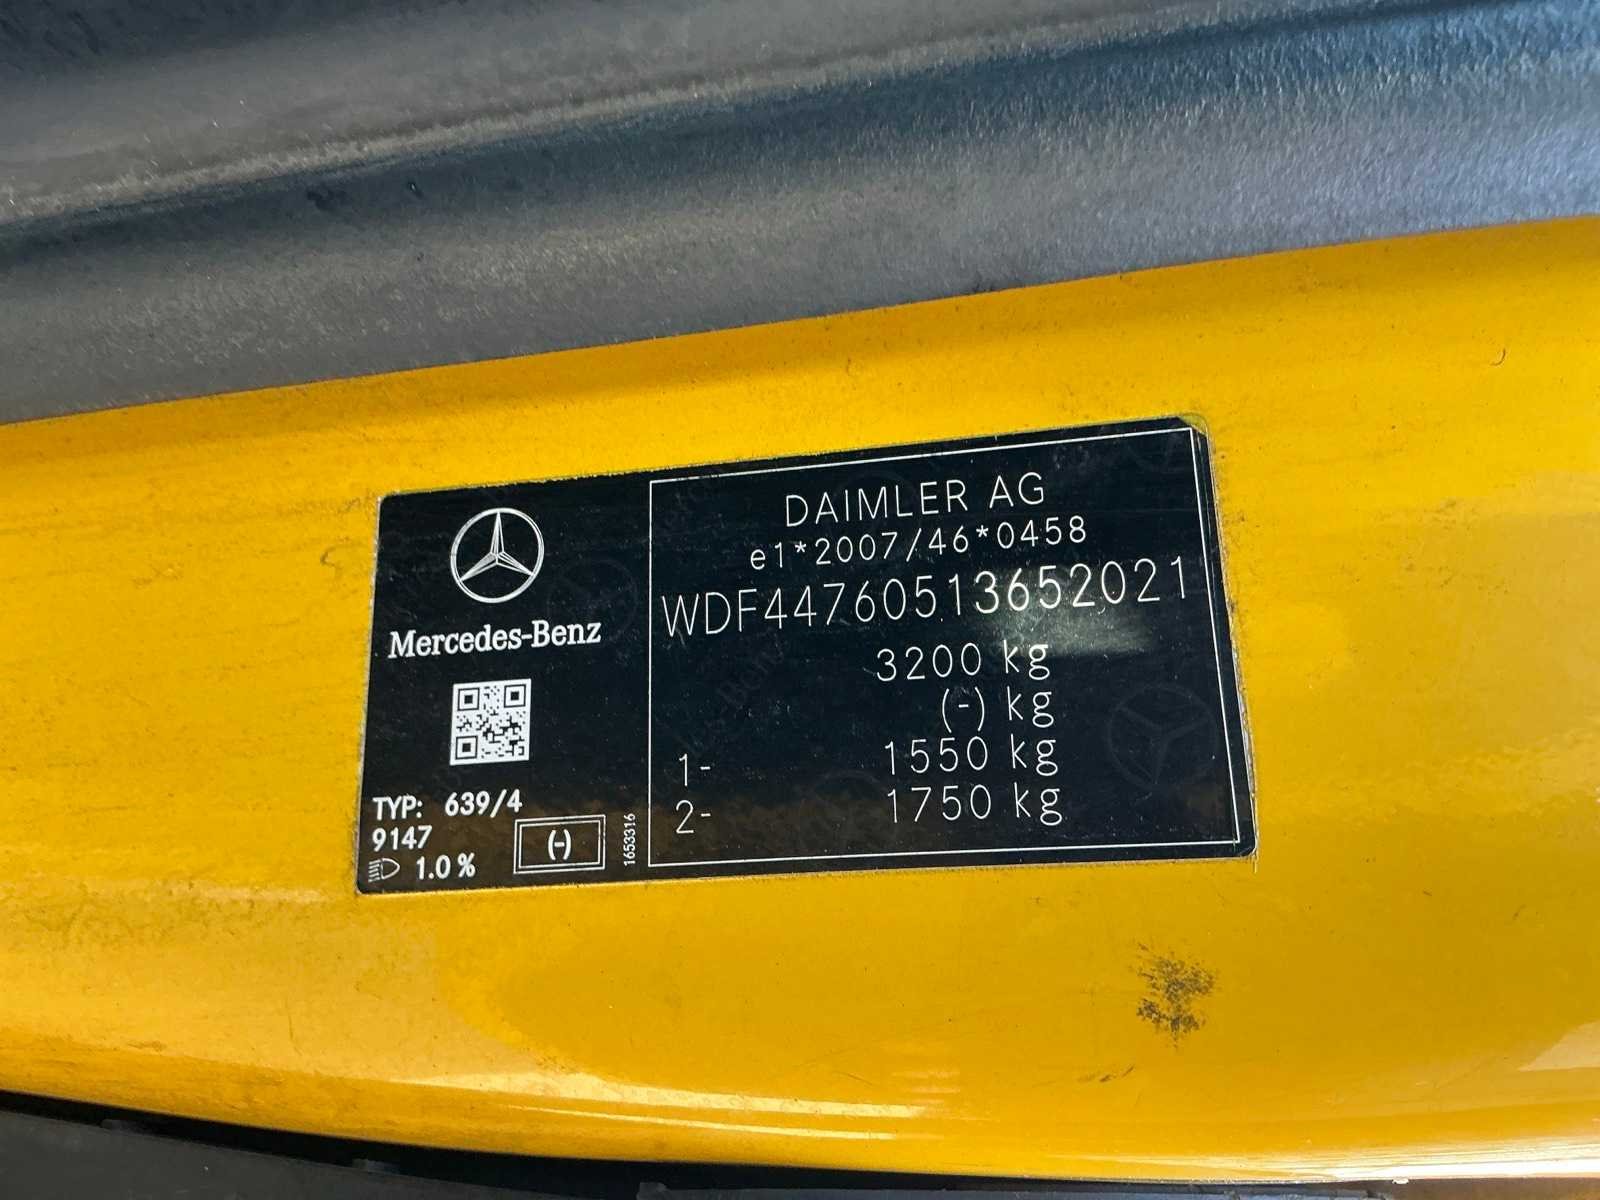 Mercedes-Benz
TYP: 639/4
9147
1.0 %
(-)
1653316
DAIMLER AG
e1*2007/46*0458
WDF44760513652021
3200 kg
(-) kg
1- 1550 kg
2- 1750 kg